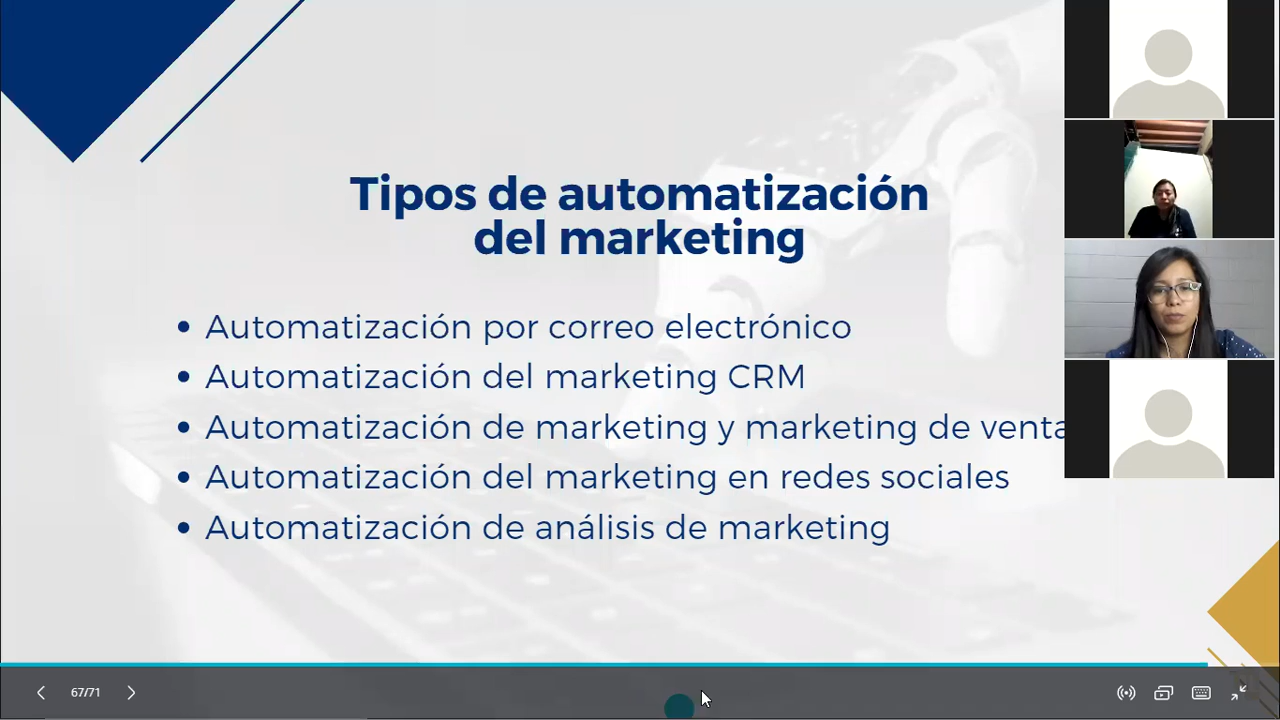 Tipos de automatización
del marketing
• Automatización por correo electrónico
• Automatización del marketing CRM
• Automatización de marketing y marketing de venta
• Automatización del marketing en redes sociales
• Automatización de análisis de marketing
67/71